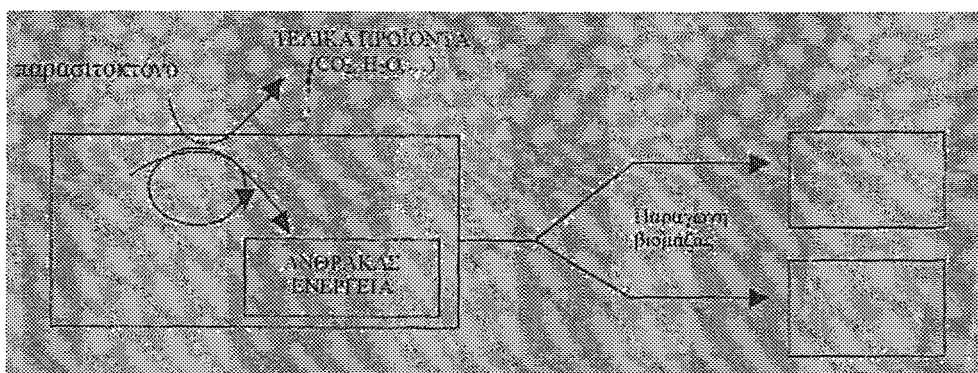 ΤΕΛΙΚΑ ΠΡΟΪΟΝΤΑ
(CO2, H2O, ...)
παρασιτοκτόνο
Παραγωγή
βιομάζας
ΑΝΘΡΑΚΑΣ
ΕΝΕΡΓΕΙΑ